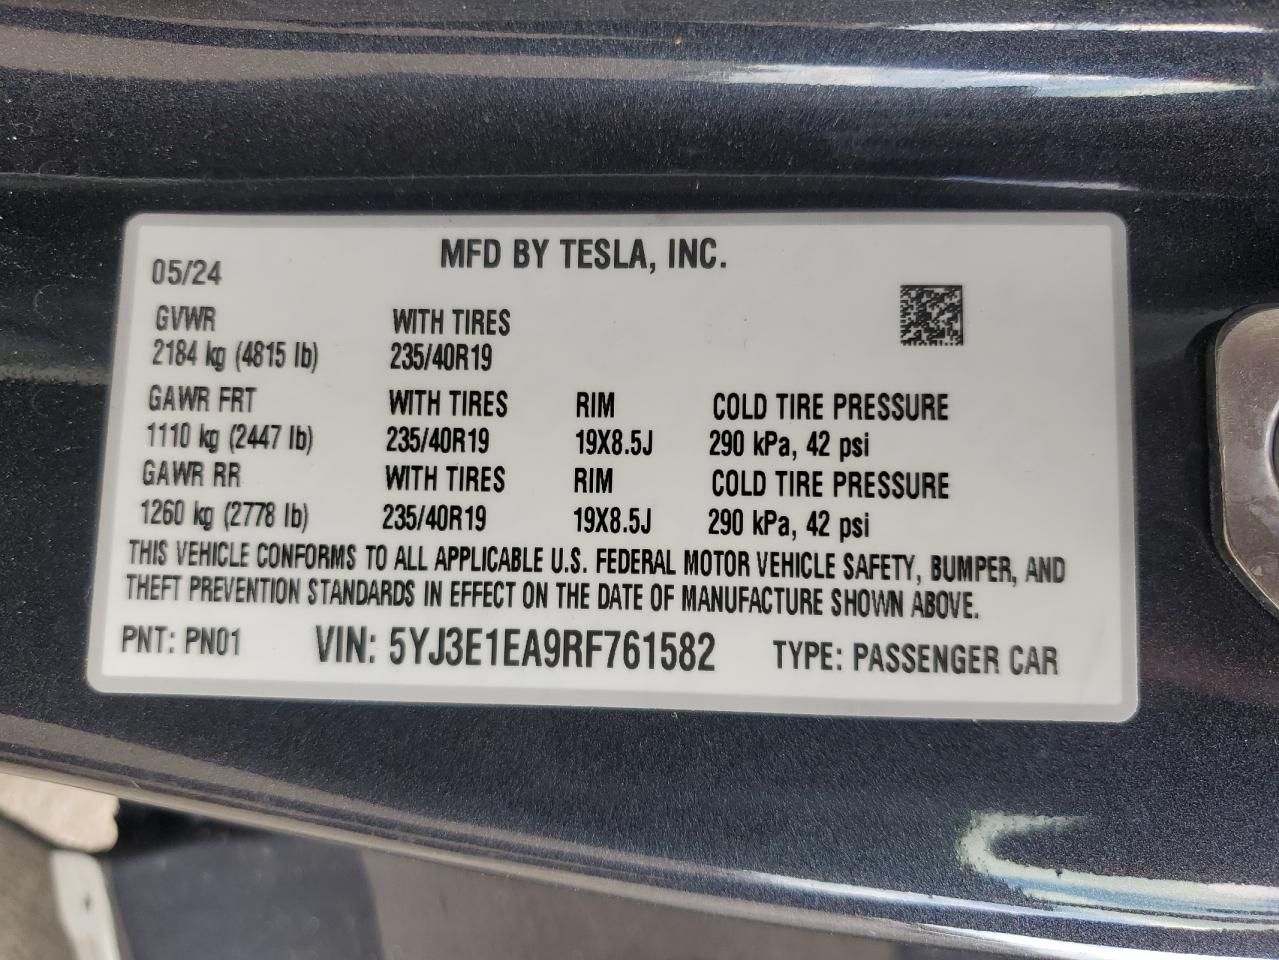 MFD BY TESLA, INC.
05/24
GVWR WITH TIRES
2184 kg (4815 lb) 235/40R19
GAWR FRT WITH TIRES RIM COLD TIRE PRESSURE
1110 kg (2447 lb) 235/40R19 19X8.5J 290 kPa, 42 psi
GAWR RR WITH TIRES RIM COLD TIRE PRESSURE
1260 kg (2778 lb) 235/40R19 19X8.5J 290 kPa, 42 psi
THIS VEHICLE CONFORMS TO ALL APPLICABLE U.S. FEDERAL MOTOR VEHICLE SAFETY, BUMPER, AND
THEFT PREVENTION STANDARDS IN EFFECT ON THE DATE OF MANUFACTURE SHOWN ABOVE.
PNT: PN01 VIN: 5YJ3E1EA9RF761582 TYPE: PASSENGER CAR